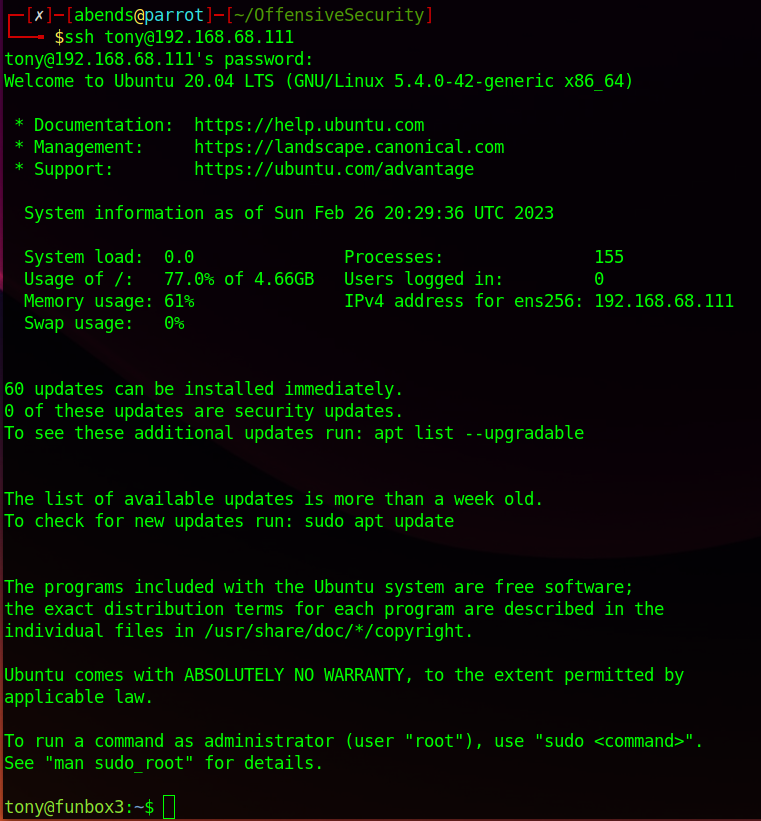 ┌─[✗]─[abends@parrot]─[~/OffensiveSecurity]
└──╼ $ssh tony@192.168.68.111
tony@192.168.68.111's password:
Welcome to Ubuntu 20.04 LTS (GNU/Linux 5.4.0-42-generic x86_64)

 * Documentation:  https://help.ubuntu.com
 * Management:     https://landscape.canonical.com
 * Support:        https://ubuntu.com/advantage

  System information as of Sun Feb 26 20:29:36 UTC 2023

  System load:  0.0               Processes:               155
  Usage of /:   77.0% of 4.66GB   Users logged in:         0
  Memory usage: 61%               IPv4 address for ens256: 192.168.68.111
  Swap usage:   0%


60 updates can be installed immediately.
0 of these updates are security updates.
To see these additional updates run: apt list --upgradable


The list of available updates is more than a week old.
To check for new updates run: sudo apt update


The programs included with the Ubuntu system are free software;
the exact distribution terms for each program are described in the
individual files in /usr/share/doc/*/copyright.

Ubuntu comes with ABSOLUTELY NO WARRANTY, to the extent permitted by
applicable law.

To run a command as administrator (user "root"), use "sudo <command>".
See "man sudo_root" for details.

tony@funbox3:~$